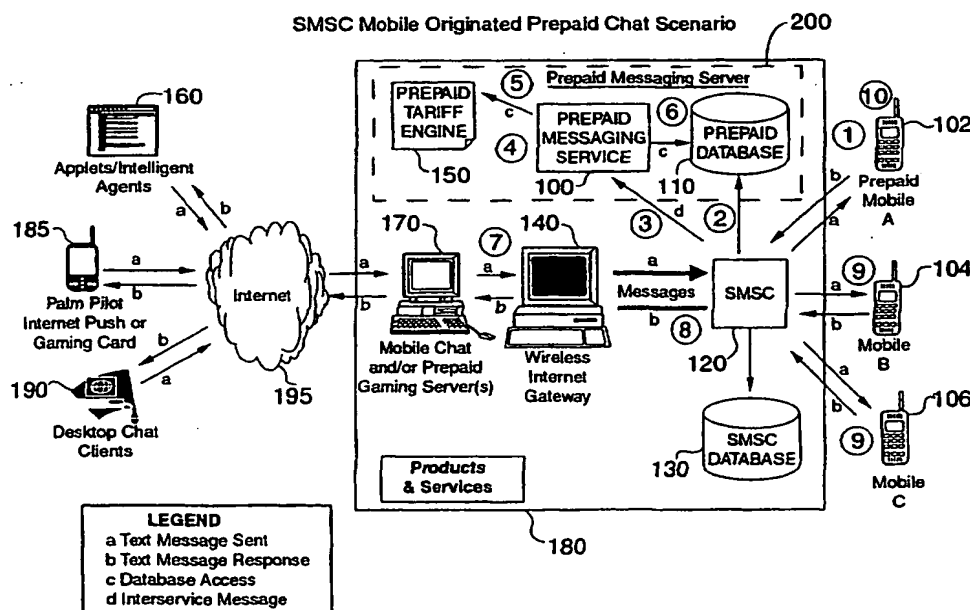 SMSC Mobile Originated Prepaid Chat Scenario
200
Prepaid Messaging Server
160
5
PREPAID
TARIFF
ENGINE
c
4
150
PREPAID
MESSAGING
SERVICE
100
6
c
PREPAID
DATABASE
110
10
1
102
b
a
Prepaid
Mobile
A
Applets/Intelligent
Agents
a
b
3
d
2
185
a
b
Palm Pilot
Internet Push or
Gaming Card
Internet
195
a
b
170
7
a
b
140
Mobile Chat
and/or Prepaid
Gaming Server(s)
Wireless
Internet
Gateway
a
Messages
b
8
SMSC
120
9
104
a
b
Mobile
B
b
a
190
Desktop Chat
Clients
a
b
9
106
Mobile
C
130
SMSC
DATABASE
Products
& Services
180
LEGEND
a Text Message Sent
b Text Message Response
c Database Access
d Interservice Message